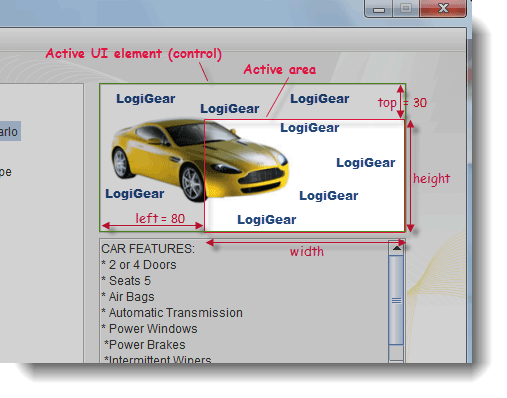 Active UI element (control)
Active area
LogiGear
LogiGear
LogiGear
top = 30
LogiGear
arlo
LogiGear
pe
height
LogiGear
LogiGear
left = 80
LogiGear
width
CAR FEATURES:
* 2 or 4 Doors
* Seats 5
* Air Bags
* Automatic Transmission
* Power Windows
*Power Brakes
*Intermittent Wipers